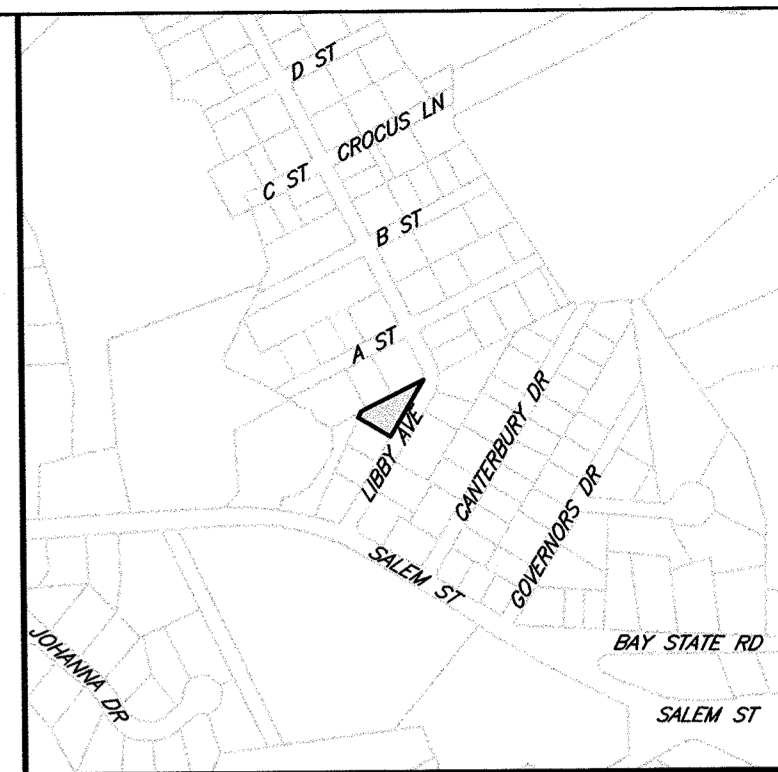 D ST
CROCUS LN
C ST
B ST
A ST
LIBBY AVE
CANTERBURY DR
GOVERNORS DR
SALEM ST
JOHANNA DR
BAY STATE RD
SALEM ST